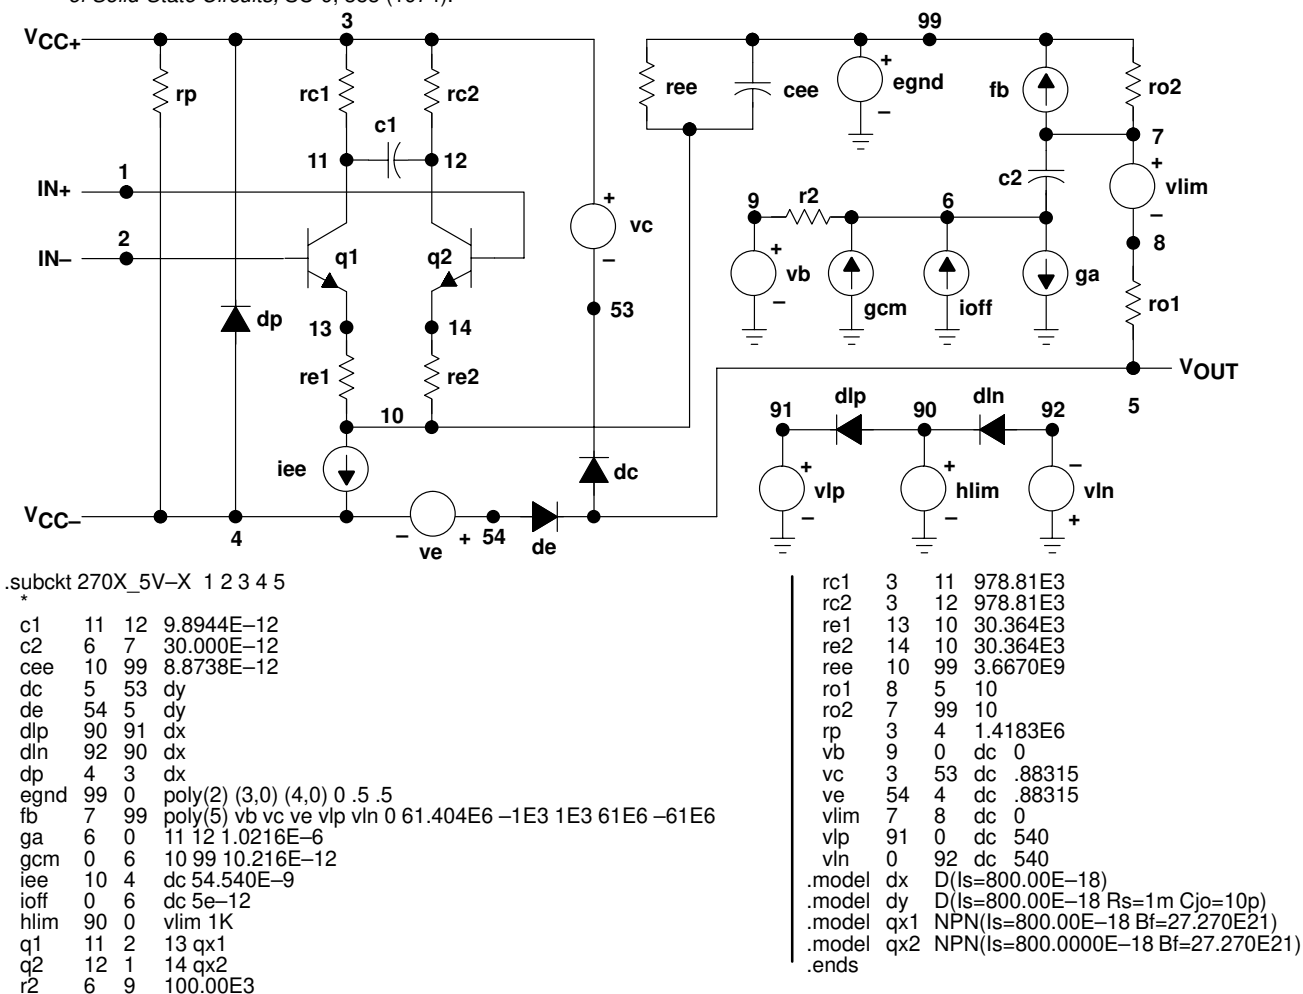 of Solid-State Circuits, SC-9, 353 (1974).
VCC+
3
99
rp
rc1
rc2
c1
11
12
ree
cee
egnd
fb
ro2
7
c2
vlim
IN+
1
IN–
2
q1
q2
vc
9
r2
6
8
vb
gcm
ioff
ga
ro1
dp
13
14
53
re1
re2
VOUT
5
10
91
dlp
90
dln
92
iee
dc
vlp
hlim
vln
VCC–
4
ve
54
de
+
–
.subckt 270X_5V–X 1 2 3 4 5
*
c1 11 12 9.8944E–12
c2 6 7 30.000E–12
cee 10 99 8.8738E–12
dc 5 53 dy
de 54 5 dy
dlp 90 91 dx
dln 92 90 dx
dp 4 3 dx
egnd 99 0 poly(2) (3,0) (4,0) 0 .5 .5
fb 7 99 poly(5) vb vc ve vlp vln 0 61.404E6 –1E3 1E3 61E6 –61E6
ga 6 0 11 12 1.0216E–6
gcm 0 6 10 99 10.216E–12
iee 10 4 dc 54.540E–9
ioff 0 6 dc 5e–12
hlim 90 0 vlim 1K
q1 11 2 13 qx1
q2 12 1 14 qx2
r2 6 9 100.00E3
rc1 3 11 978.81E3
rc2 3 12 978.81E3
re1 13 10 30.364E3
re2 14 10 30.364E3
ree 10 99 3.6670E9
ro1 8 5 10
ro2 7 99 10
rp 3 4 1.4183E6
vb 9 0 dc 0
vc 3 53 dc .88315
ve 54 4 dc .88315
vlim 7 8 dc 0
vlp 91 0 dc 540
vln 0 92 dc 540
.model dx D(Is=800.00E–18)
.model dy D(Is=800.00E–18 Rs=1m Cjo=10p)
.model qx1 NPN(Is=800.00E–18 Bf=27.270E21)
.model qx2 NPN(Is=800.0000E–18 Bf=27.270E21)
.ends